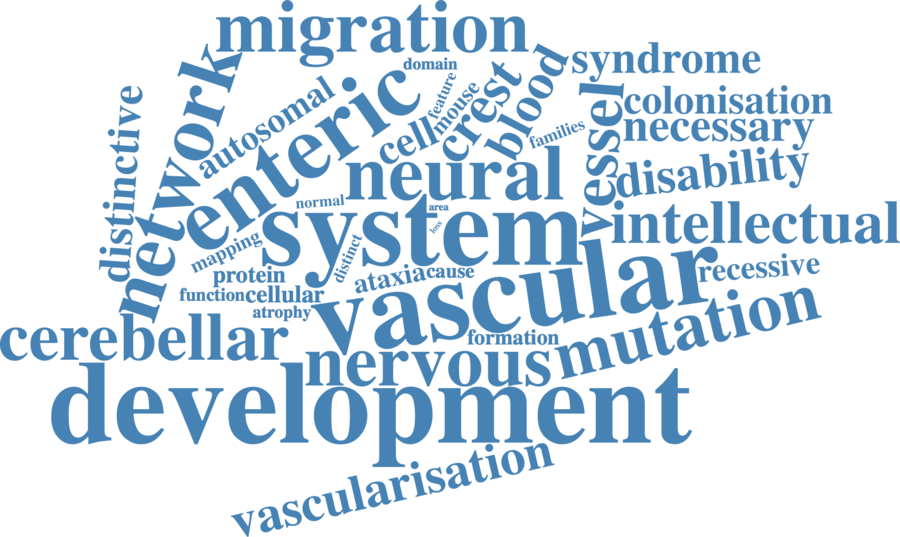 migration
domain
syndrome
network
distinctive
autosomal
enteric
feature
mouse
cell
crest
blood
families
vessel
colonisation
necessary
disability
neural
intellectual
normal
area
loss
system
mapping
distinct
protein
ataxia
cause
vascular
recessive
function
cellular
atrophy
mutation
cerebellar
formation
nervous
development
vascularisation